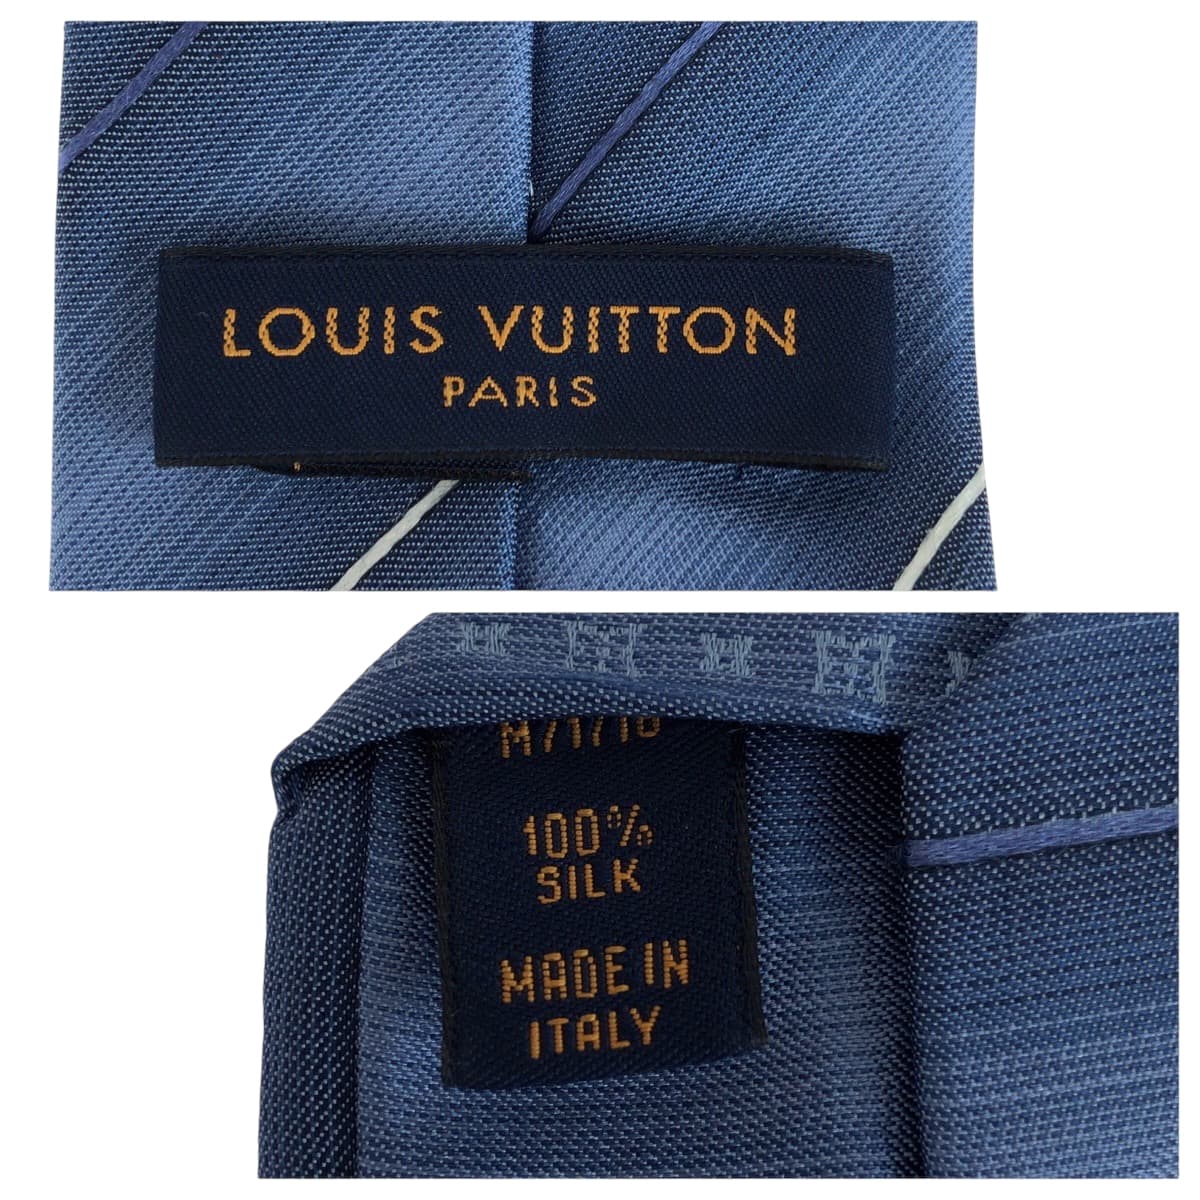 LOUIS VUITTON
PARIS
100%
SILK
MADE IN
ITALY